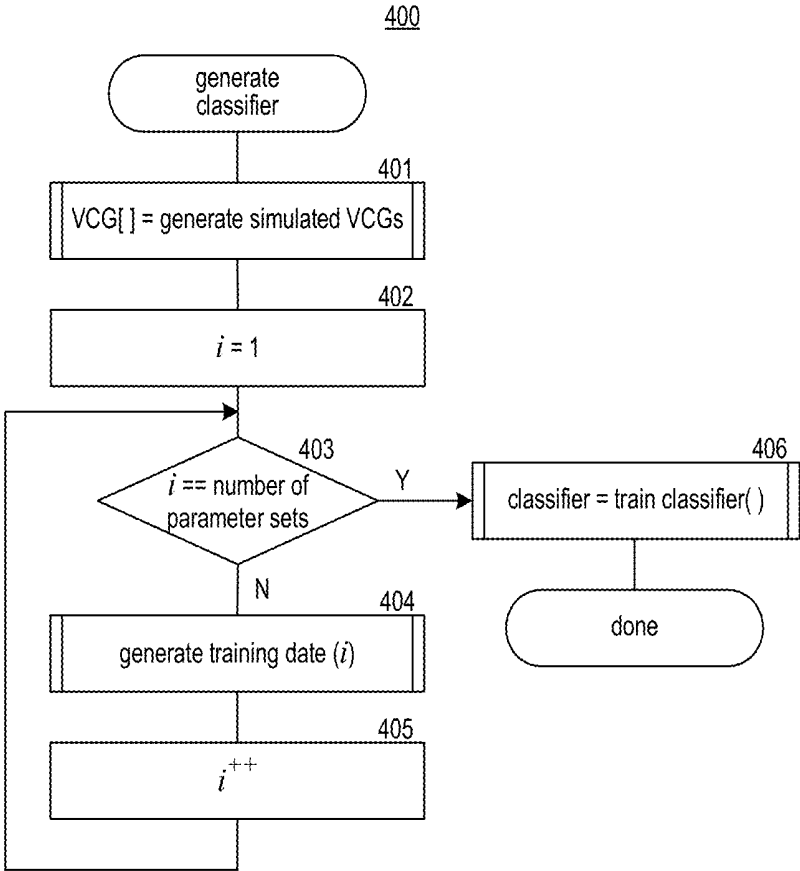 400
generate
classifier
401
VCG[ ] = generate simulated VCGs
402
i = 1
403
i == number of
parameter sets
Y
N
406
classifier = train classifier( )
done
404
generate training date (i)
405
i++